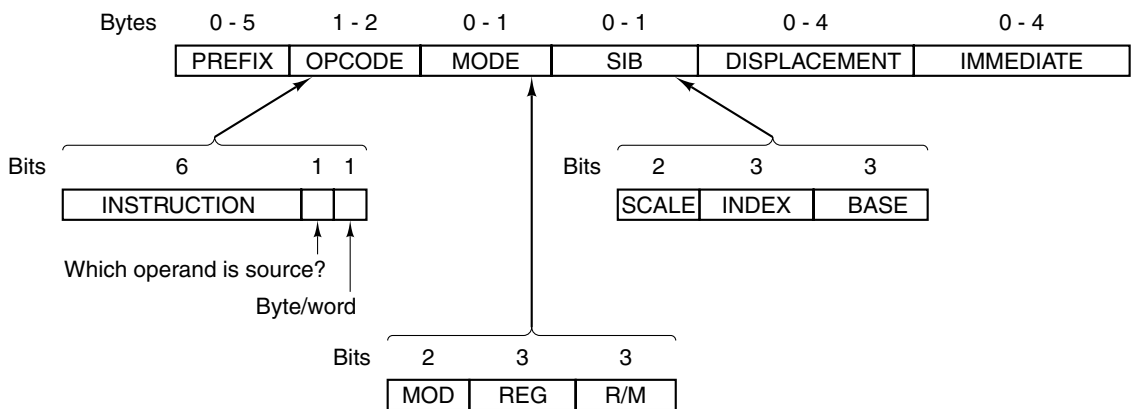 Bytes 0 - 5 1 - 2 0 - 1 0 - 1 0 - 4 0 - 4
PREFIX OPCODE MODE SIB DISPLACEMENT IMMEDIATE
Bits 6 1 1
INSTRUCTION
Which operand is source?
Byte/word
Bits 2 3 3
SCALE INDEX BASE
Bits 2 3 3
MOD REG R/M